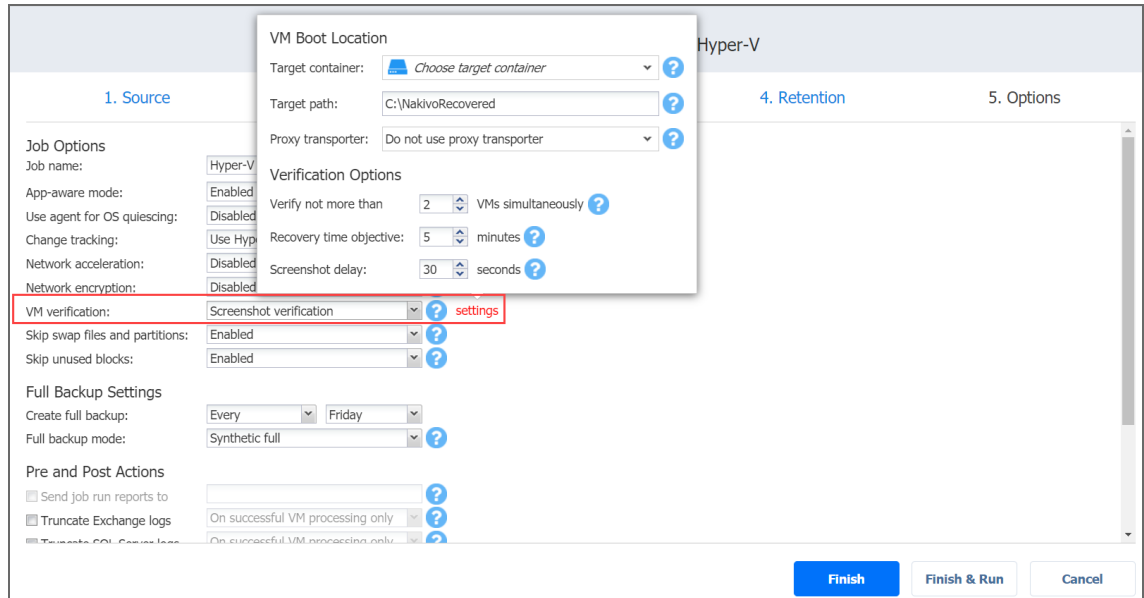 Hyper-V
1. Source
4. Retention
5. Options
VM Boot Location
Target container: Choose target container ?
Target path: C:\NakivoRecovered ?
Proxy transporter: Do not use proxy transporter ?
Verification Options
Verify not more than 2 VMs simultaneously ?
Recovery time objective: 5 minutes ?
Screenshot delay: 30 seconds ?
Job Options
Job name: Hyper-V
App-aware mode: Enabled
Use agent for OS quiescing: Disabled
Change tracking: Use Hype
Network acceleration: Disabled
Network encryption: Disabled
VM verification: Screenshot verification ? settings
Skip swap files and partitions: Enabled ?
Skip unused blocks: Enabled ?
Full Backup Settings
Create full backup: Every Friday
Full backup mode: Synthetic full ?
Pre and Post Actions
Send job run reports to ?
Truncate Exchange logs On successful VM processing only ?
Truncate SQL Server logs On successful VM processing only ?
Finish Finish & Run Cancel